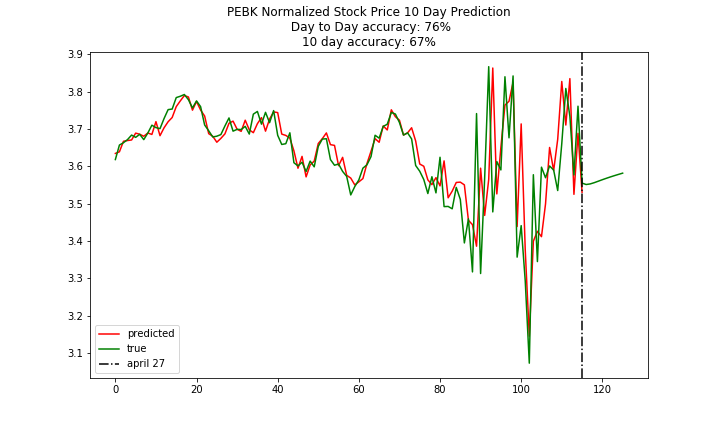 PEBK Normalized Stock Price 10 Day Prediction
Day to Day accuracy: 76%
10 day accuracy: 67%
3.9
3.8
3.7
3.6
3.5
3.4
3.3
3.2
3.1
predicted
true
april 27
0
20
40
60
80
100
120